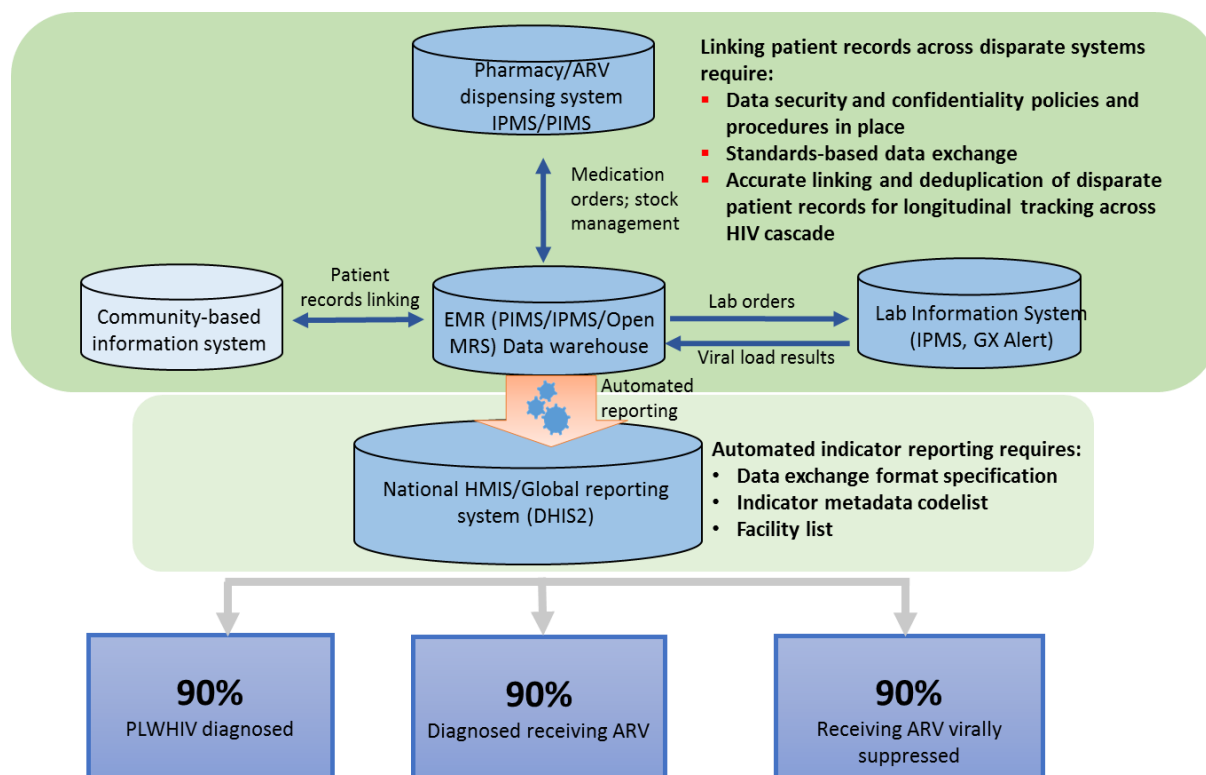 Pharmacy/ARV
dispensing system
IPMS/PIMS
Linking patient records across disparate systems
require:
▪ Data security and confidentiality policies and
procedures in place
▪ Standards-based data exchange
▪ Accurate linking and deduplication of disparate
patient records for longitudinal tracking across
HIV cascade
Medication
orders; stock
management
Community-based
information system
Patient
records linking
EMR (PIMS/IPMS/Open
MRS) Data warehouse
Lab orders
Viral load results
Lab Information System
(IPMS, GX Alert)
Automated
reporting
National HMIS/Global reporting
system (DHIS2)
Automated indicator reporting requires:
• Data exchange format specification
• Indicator metadata codelist
• Facility list
90%
PLWHIV diagnosed
90%
Diagnosed receiving ARV
90%
Receiving ARV virally
suppressed